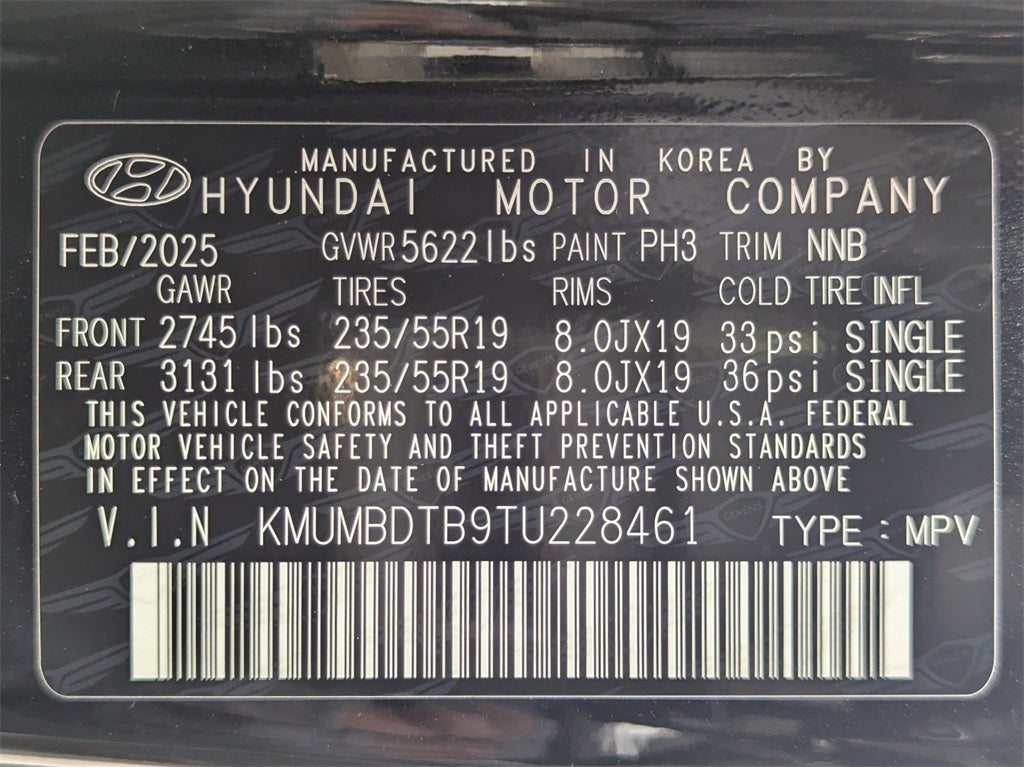 MANUFACTURED IN KOREA BY
HYUNDAI MOTOR COMPANY
FEB/2025 GVWR 5622 lbs PAINT PH3 TRIM NNB
GAWR TIRES RIMS COLD TIRE INFL
FRONT 2745 lbs 235/55R19 8.0JX19 33 psi SINGLE
REAR 3131 lbs 235/55R19 8.0JX19 36 psi SINGLE
THIS VEHICLE CONFORMS TO ALL APPLICABLE U.S.A. FEDERAL
MOTOR VEHICLE SAFETY AND THEFT PREVENTION STANDARDS
IN EFFECT ON THE DATE OF MANUFACTURE SHOWN ABOVE
V.I.N KMUMBDTB9TU228461 TYPE : MPV